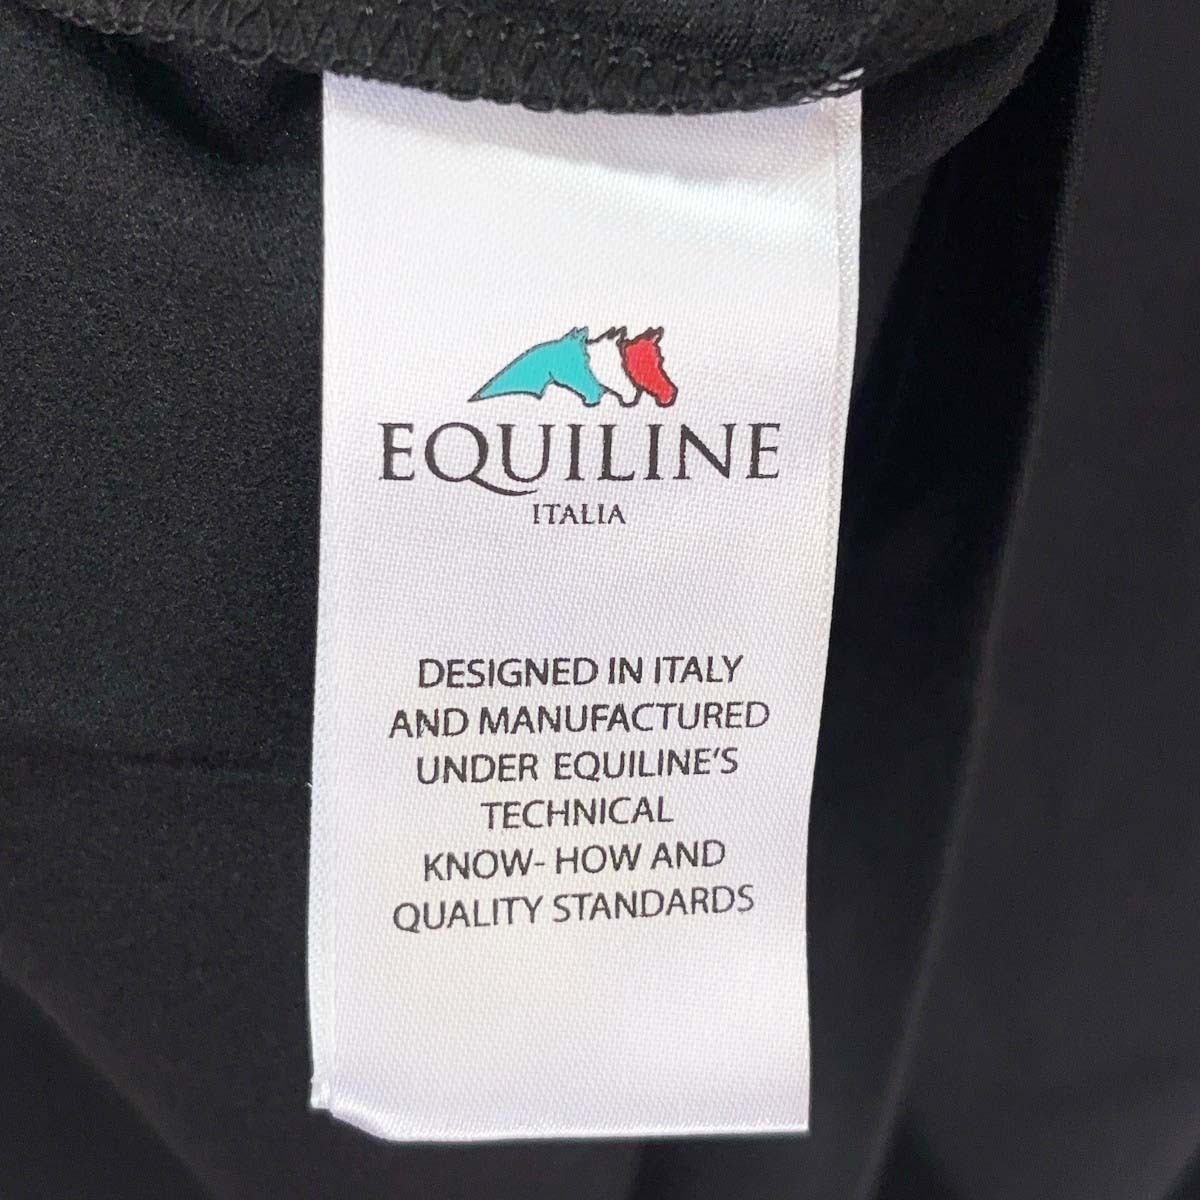 EQUILINE
ITALIA
DESIGNED IN ITALY
AND MANUFACTURED
UNDER EQUILINE'S
TECHNICAL
KNOW- HOW AND
QUALITY STANDARDS